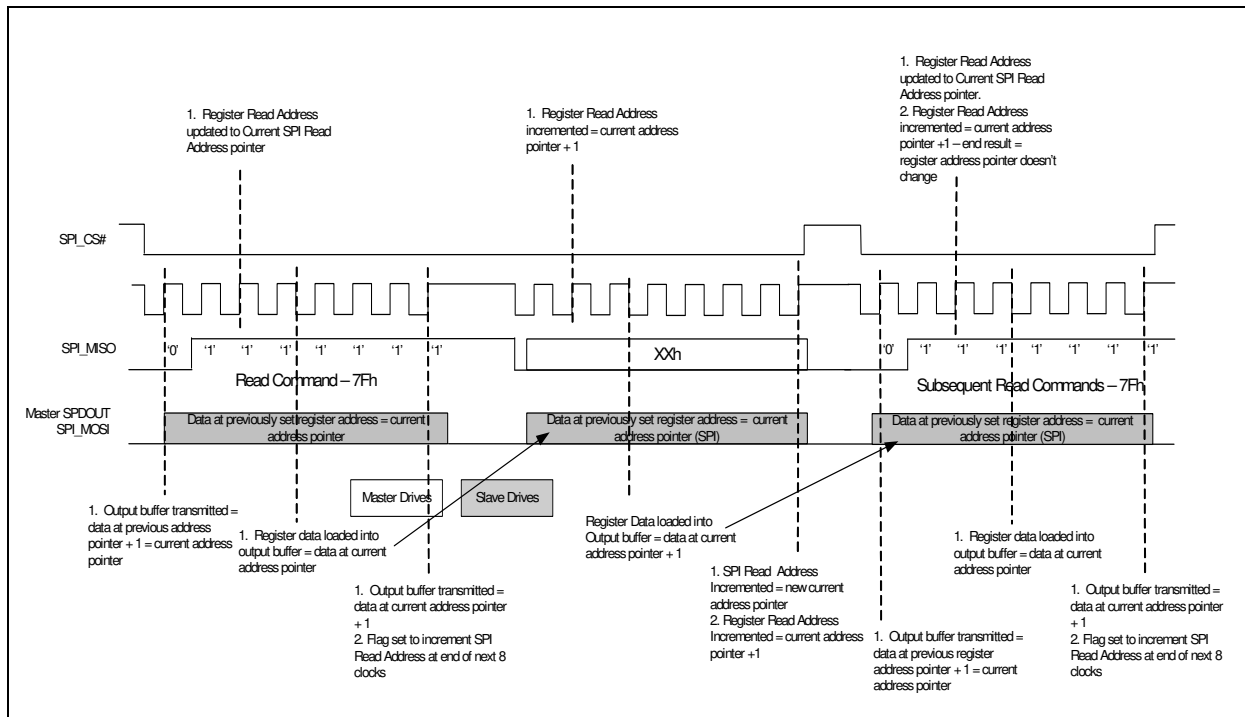 1. Register Read Address
updated to Current SPI Read
Address pointer
1. Register Read Address
incremented = current address
pointer + 1
1. Register Read Address
updated to Current SPI Read
Address pointer.
2. Register Read Address
incremented = current address
pointer +1 – end result =
register address pointer doesn't
change
SPI_CS#
SPI_MISO
'0' '1' '1' '1' '1' '1' '1' '1'
XXh
'0' '1' '1' '1' '1' '1' '1' '1'
Read Command – 7Fh
Subsequent Read Commands – 7Fh
Master SPDOUT
SPI_MOSI
Data at previously set register address = current
address pointer
Data at previously set register address = current
address pointer (SPI)
Data at previously set register address = current
address pointer (SPI)
Master Drives
Slave Drives
1. Output buffer transmitted =
data at previous address
pointer + 1 = current address
pointer
1. Register data loaded into
output buffer = data at current
address pointer
1. Output buffer transmitted =
data at current address pointer
+ 1
2. Flag set to increment SPI
Read Address at end of next 8
clocks
Register Data loaded into
Output buffer = data at current
address pointer + 1
1. SPI Read Address
Incremented = new current
address pointer
2. Register Read Address
Incremented = current address
pointer +1
1. Output buffer transmitted =
data at previous register
address pointer + 1 = current
address pointer
1. Register data loaded into
output buffer = data at current
address pointer
1. Output buffer transmitted =
data at current address pointer
+ 1
2. Flag set to increment SPI
Read Address at end of next 8
clocks